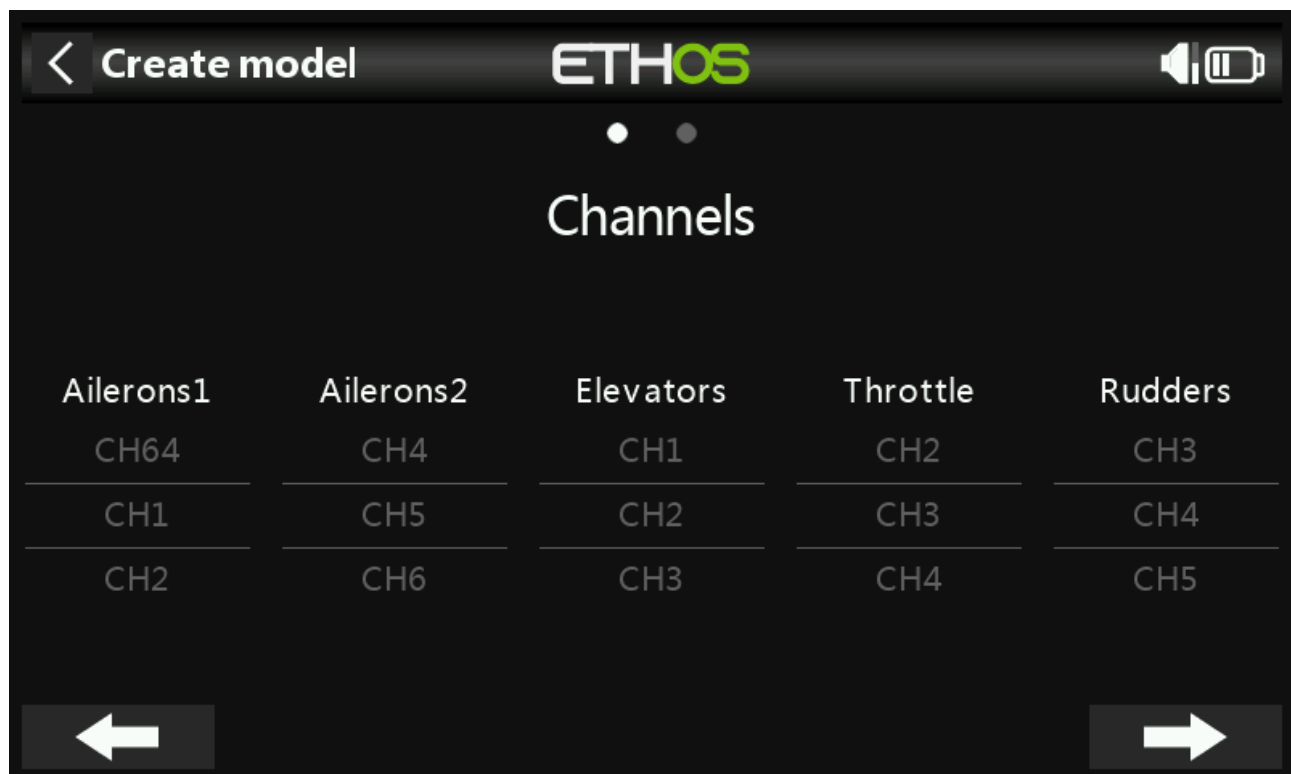 Create model ETHOS
Channels
Ailerons1 Ailerons2 Elevators Throttle Rudders
CH64 CH4 CH1 CH2 CH3
CH1 CH5 CH2 CH3 CH4
CH2 CH6 CH3 CH4 CH5